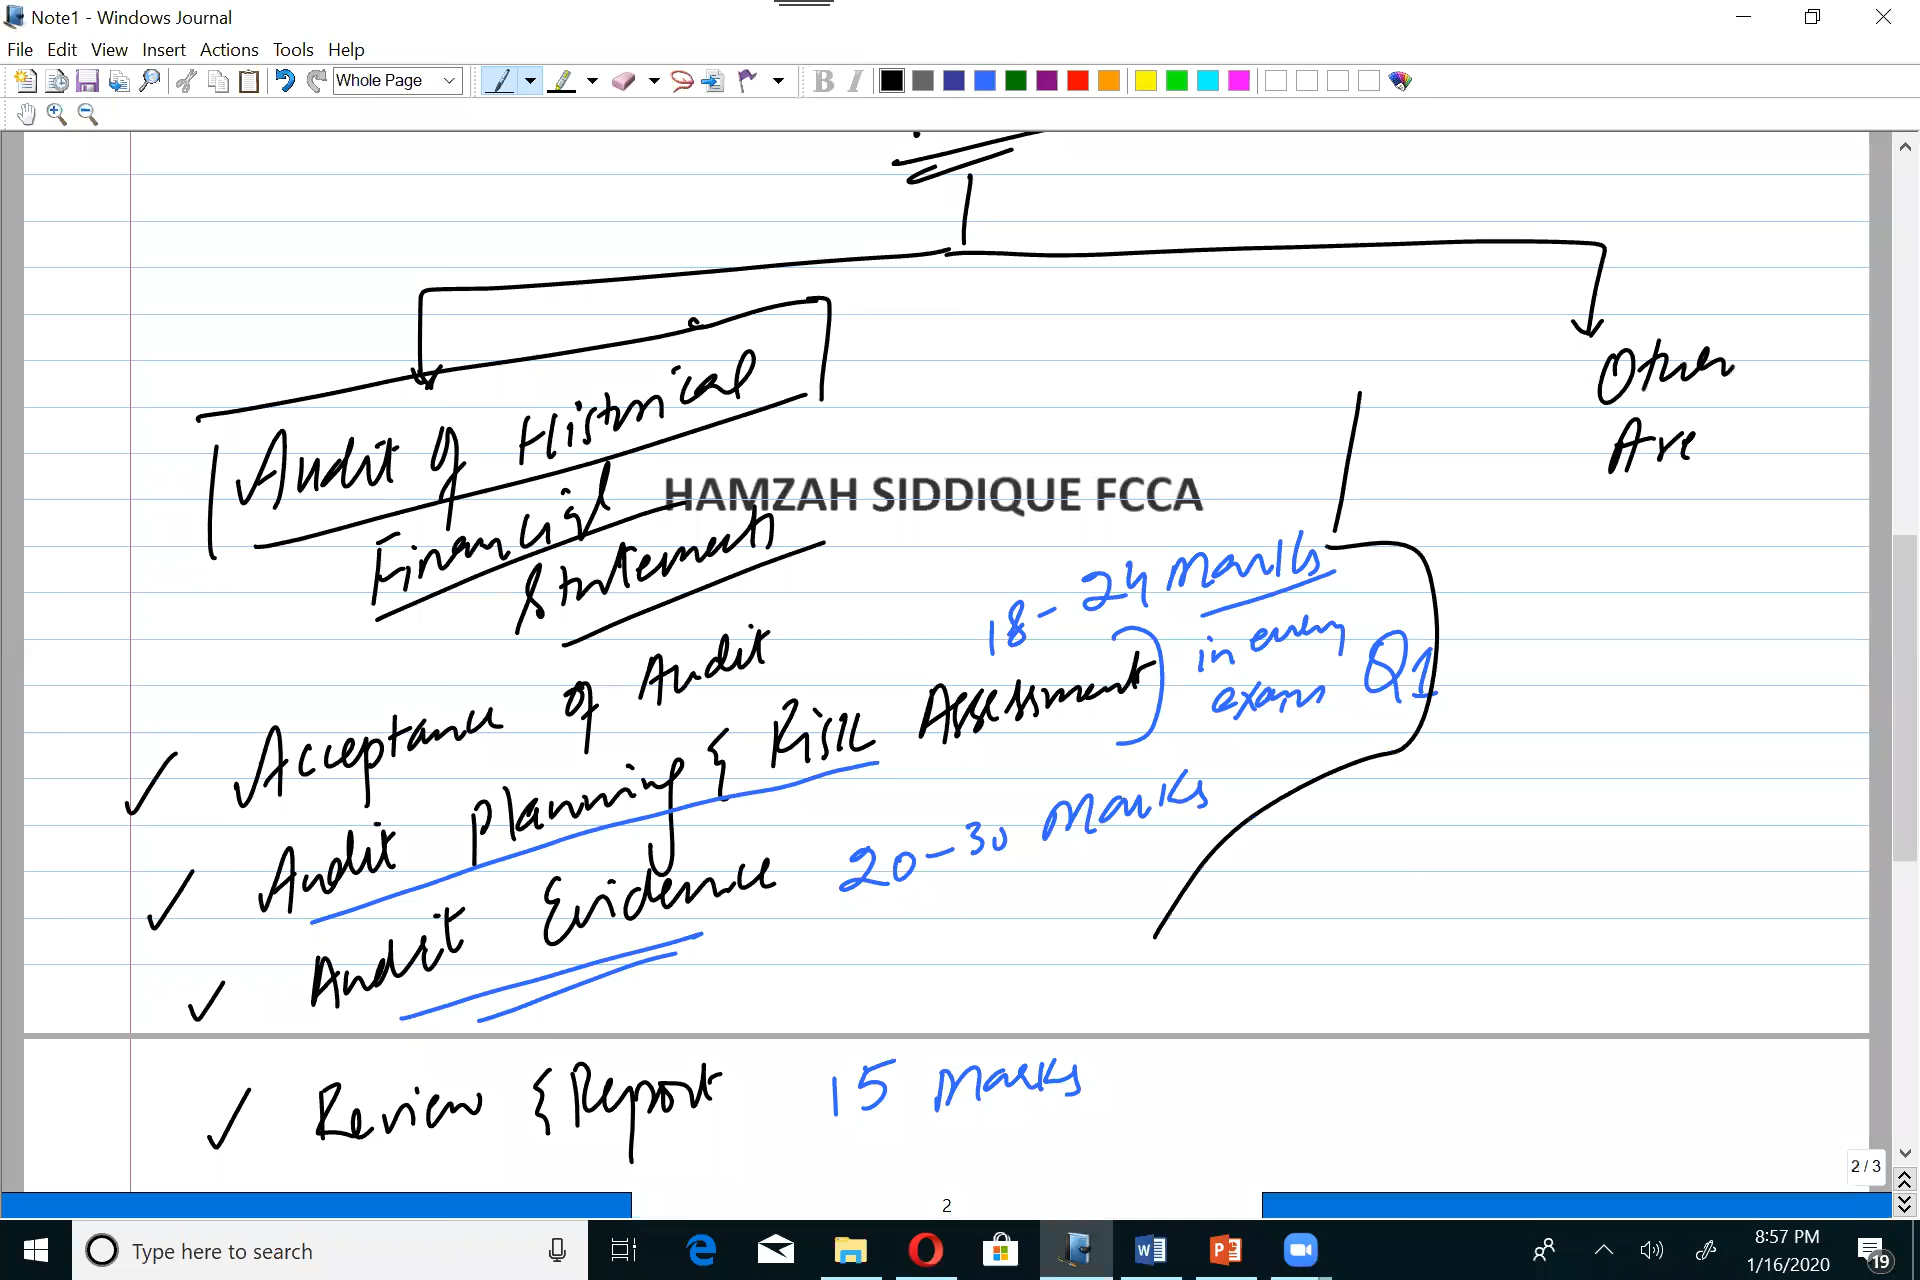 Note1 - Windows Journal
File Edit View Insert Actions Tools Help
Whole Page
B I
Audit of Historical
Financial
Statements
Other
Are
HAMZAH SIDDIQUE FCCA
18 - 24 Marks
in every
exam Q1
Acceptance of Audit
Audit Planning & Risk Assessment
Audit Evidence 20-30 Marks
Review & Report 15 Marks
2/3
2
Type here to search
8:57 PM
1/16/2020
19